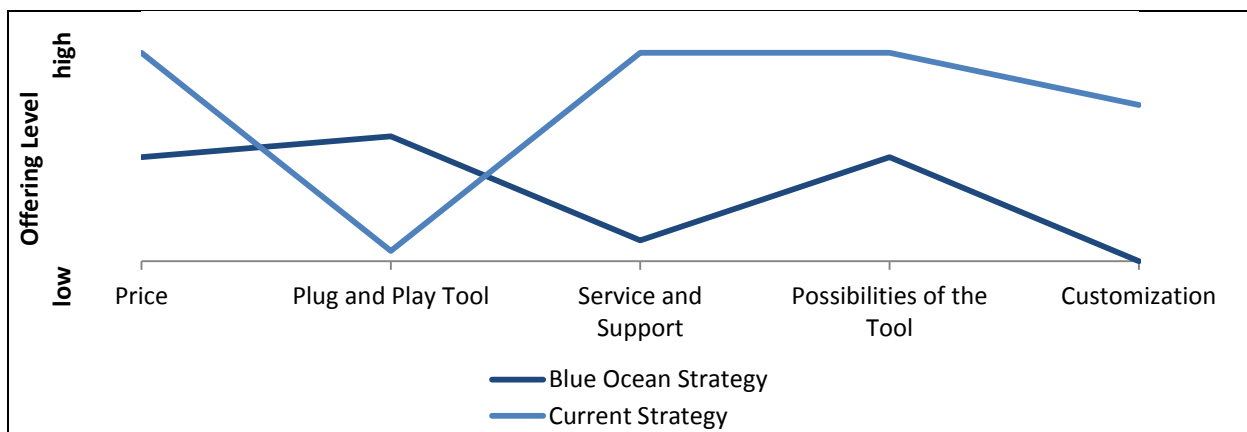 high
Offering Level
low
Price
Plug and Play Tool
Service and
Support
Possibilities of the
Tool
Customization
Blue Ocean Strategy
Current Strategy